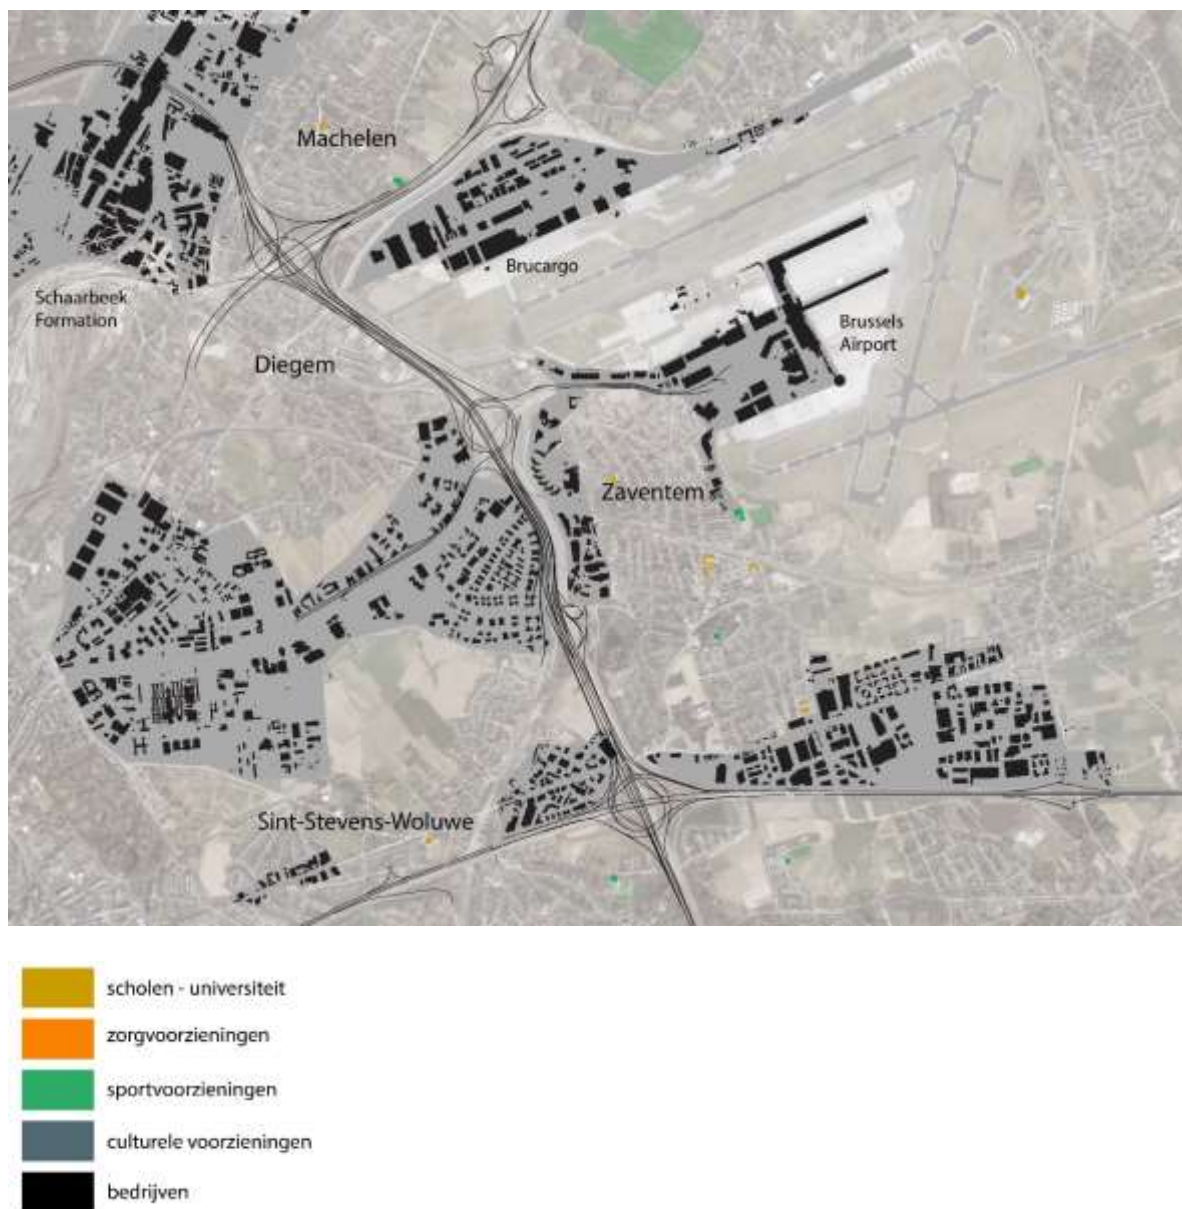 Machelen
Brucargo
Schaarbeek
Formation
Brussels
Airport
Diegem
Zaventem
Sint-Stevens-Woluwe
scholen - universiteit
zorgvoorzieningen
sportvoorzieningen
culturele voorzieningen
bedrijven